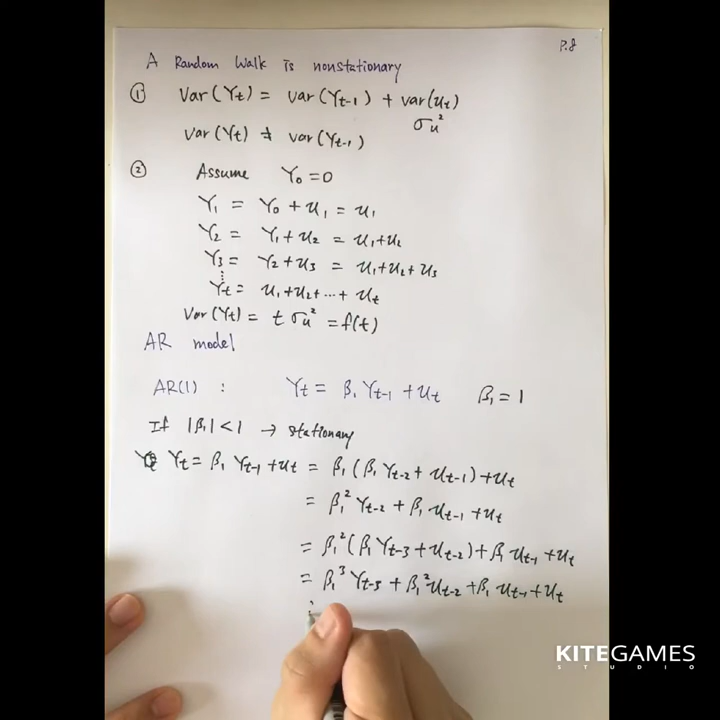 P.8
A Random Walk is nonstationary
① Var(Yt) = var(Yt-1) + var(ut)
σu²
Var(Yt) ≠ var(Yt-1)
② Assume Y0 = 0
Y1 = Y0 + u1 = u1
Y2 = Y1 + u2 = u1 + u2
Y3 = Y2 + u3 = u1 + u2 + u3
⋮
Yt = u1 + u2 + ... + ut
Var(Yt) = t σu² = f(t)
AR model
AR(1) : Yt = β1 Yt-1 + ut β1 = 1
If |β1| < 1 → stationary
Yt = β1 Yt-1 + ut = β1(β1 Yt-2 + ut-1) + ut
= β1² Yt-2 + β1 ut-1 + ut
= β1²(β1 Yt-3 + ut-2) + β1 ut-1 + ut
= β1³ Yt-3 + β1² ut-2 + β1 ut-1 + ut
KITEGAMES
STUDIO